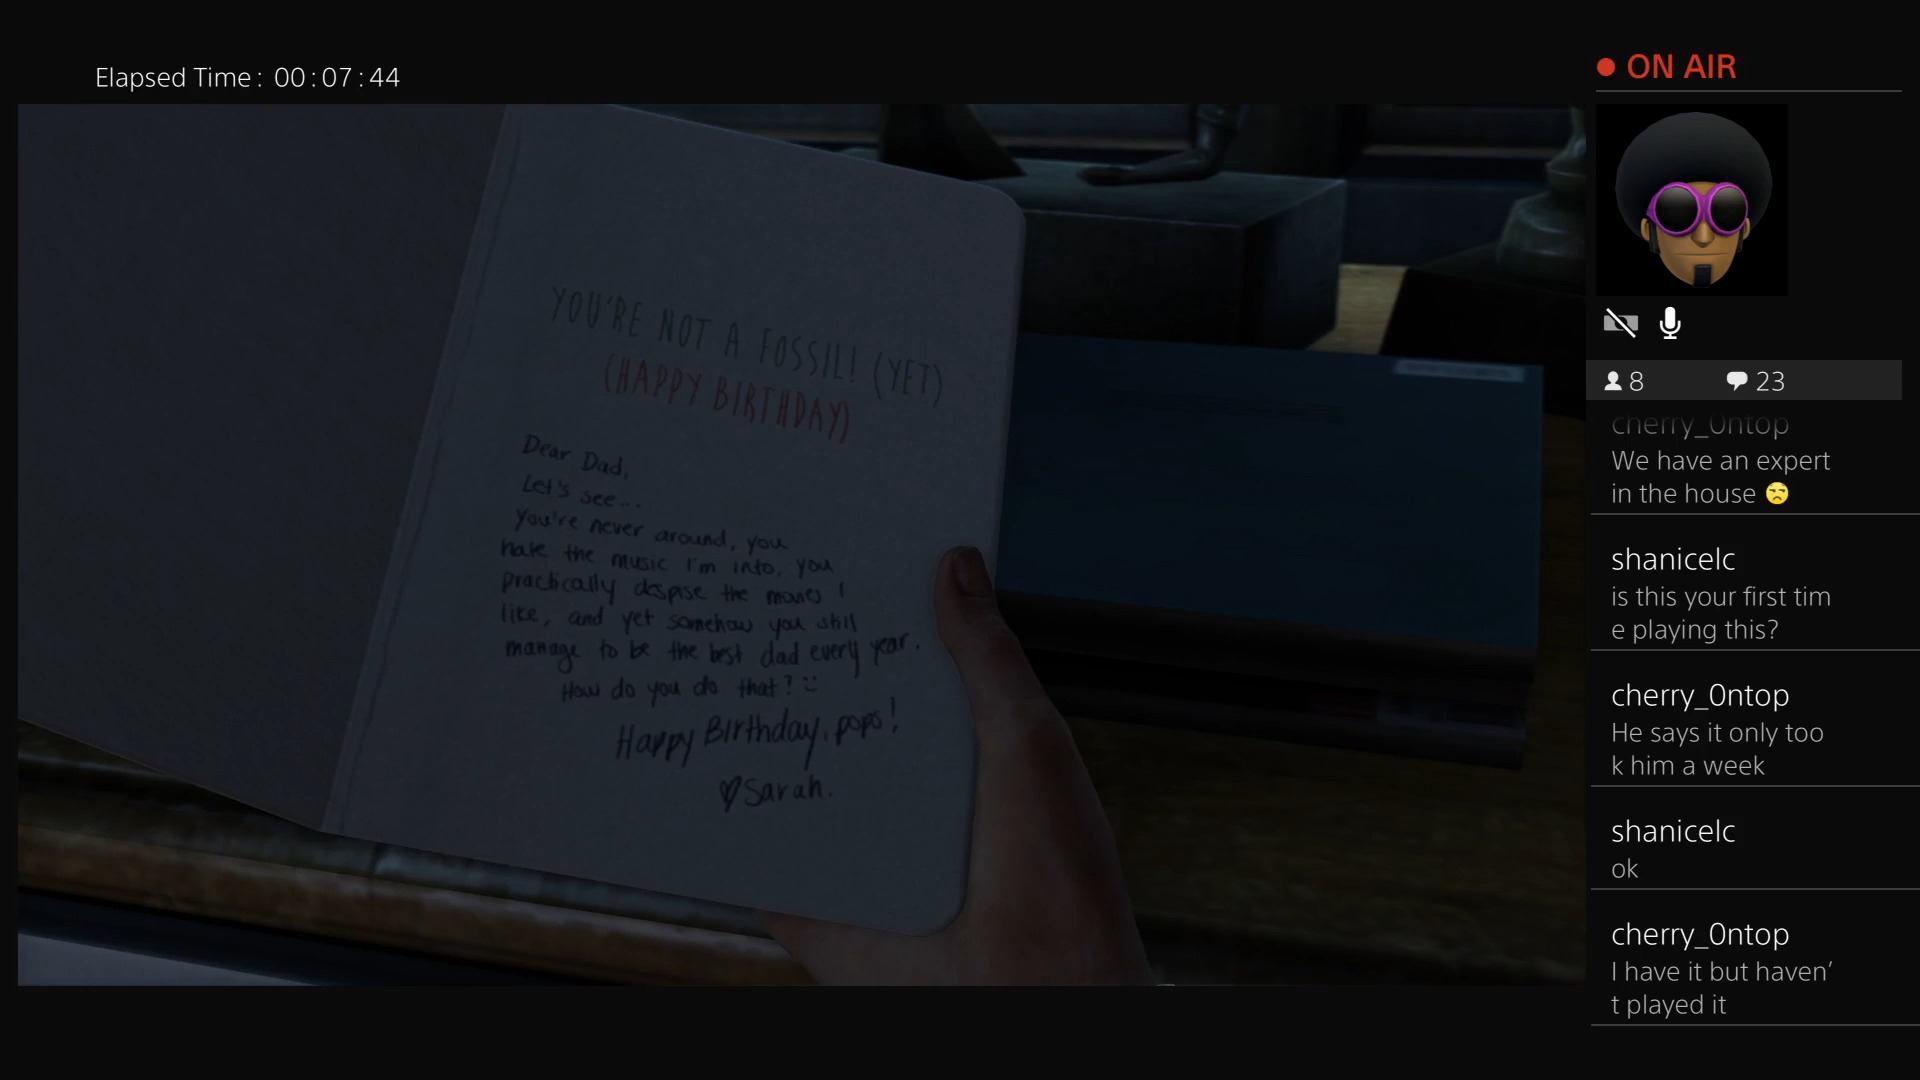 Elapsed Time: 00:07:44
ON AIR
8 23
YOU'RE NOT A FOSSIL! (YET)
(HAPPY BIRTHDAY)
Dear Dad,
Let's see...
You're never around, you
hate the music I'm into, you
practically despise the movies I
like, and yet somehow you still
manage to be the best dad every year.
How do you do that? :)
Happy Birthday, pops!
♥Sarah.
cherry_0ntop
We have an expert
in the house 😒
shanicelc
is this your first tim
e playing this?
cherry_0ntop
He says it only too
k him a week
shanicelc
ok
cherry_0ntop
I have it but haven'
t played it